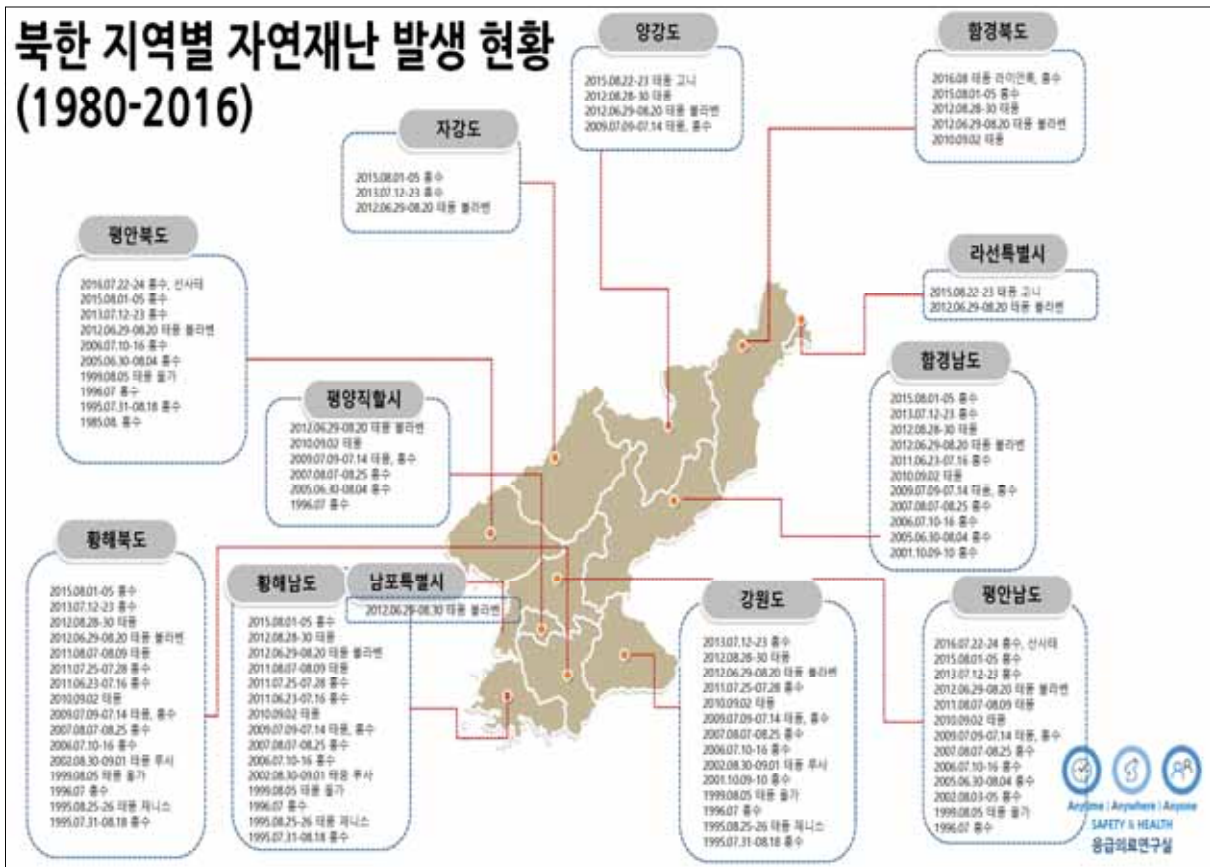 북한 지역별 자연재난 발생 현황
(1980-2016)
양강도
2015.08.22-23 태풍 고니
2012.08.28-30 태풍
2012.06.29-08.20 태풍 볼라벤
2009.07.09-07.14 태풍, 홍수
함경북도
2016.08 태풍 라이언록, 홍수
2015.08.01-05 홍수
2012.08.28-30 태풍
2012.06.29-08.20 태풍 볼라벤
2010.09.02 태풍
자강도
2015.08.01-05 홍수
2013.07.12-23 홍수
2012.06.29-08.20 태풍 볼라벤
평안북도
2016.07.22-24 홍수, 산사태
2015.08.01-05 홍수
2013.07.12-23 홍수
2012.06.29-08.20 태풍 볼라벤
2006.07.10-16 홍수
2005.06.30-08.04 홍수
1999.08.05 태풍 올가
1996.07 홍수
1995.07.31-08.18 홍수
1985.08. 홍수
라선특별시
2015.08.22-23 태풍 고니
2012.06.29-08.20 태풍 볼라벤
평양직할시
2012.06.29-08.20 태풍 볼라벤
2010.09.02 태풍
2009.07.09-07.14 태풍, 홍수
2007.08.07-08.25 홍수
2005.06.30-08.04 홍수
1996.07 홍수
함경남도
2015.08.01-05 홍수
2013.07.12-23 홍수
2012.08.28-30 태풍
2012.06.29-08.20 태풍 볼라벤
2011.06.23-07.16 홍수
2010.09.02 태풍
2009.07.09-07.14 태풍, 홍수
2007.08.07-08.25 홍수
2006.07.10-16 홍수
2005.06.30-08.04 홍수
2001.10.09-10 홍수
황해북도
2015.08.01-05 홍수
2013.07.12-23 홍수
2012.08.28-30 태풍
2012.06.29-08.20 태풍 볼라벤
2011.08.07-08.09 태풍
2011.07.25-07.28 홍수
2011.06.23-07.16 홍수
2010.09.02 태풍
2009.07.09-07.14 태풍, 홍수
2007.08.07-08.25 홍수
2006.07.10-16 홍수
2002.08.30-09.01 태풍 루사
1999.08.05 태풍 올가
1996.07 홍수
1995.08.25-26 태풍 재니스
1995.07.31-08.18 홍수
황해남도
2015.08.01-05 홍수
2012.08.28-30 태풍
2012.06.29-08.20 태풍 볼라벤
2011.08.07-08.09 태풍
2011.07.25-07.28 홍수
2011.06.23-07.16 홍수
2010.09.02 태풍
2009.07.09-07.14 태풍, 홍수
2007.08.07-08.25 홍수
2006.07.10-16 홍수
2002.08.30-09.01 태풍 루사
1999.08.05 태풍 올가
1996.07 홍수
1995.08.25-26 태풍 재니스
1995.07.31-08.18 홍수
남포특별시
2012.06.29-08.30 태풍 볼라벤
강원도
2013.07.12-23 홍수
2012.08.28-30 태풍
2012.06.29-08.20 태풍 볼라벤
2011.07.25-07.28 홍수
2010.09.02 태풍
2009.07.09-07.14 태풍, 홍수
2007.08.07-08.25 홍수
2006.07.10-16 홍수
2002.08.30-09.01 태풍 루사
2001.10.09-10 홍수
1999.08.05 태풍 올가
1996.07 홍수
1995.08.25-26 태풍 재니스
1995.07.31-08.18 홍수
평안남도
2016.07.22-24 홍수, 산사태
2015.08.01-05 홍수
2013.07.12-23 홍수
2012.06.29-08.20 태풍 볼라벤
2011.08.07-08.09 태풍
2010.09.02 태풍
2009.07.09-07.14 태풍, 홍수
2007.08.07-08.25 홍수
2006.07.10-16 홍수
2005.06.30-08.04 홍수
2002.08.03-05 홍수
1999.08.05 태풍 올가
1996.07 홍수
Anytime | Anywhere | Anyone
SAFETY & HEALTH
응급의료연구실